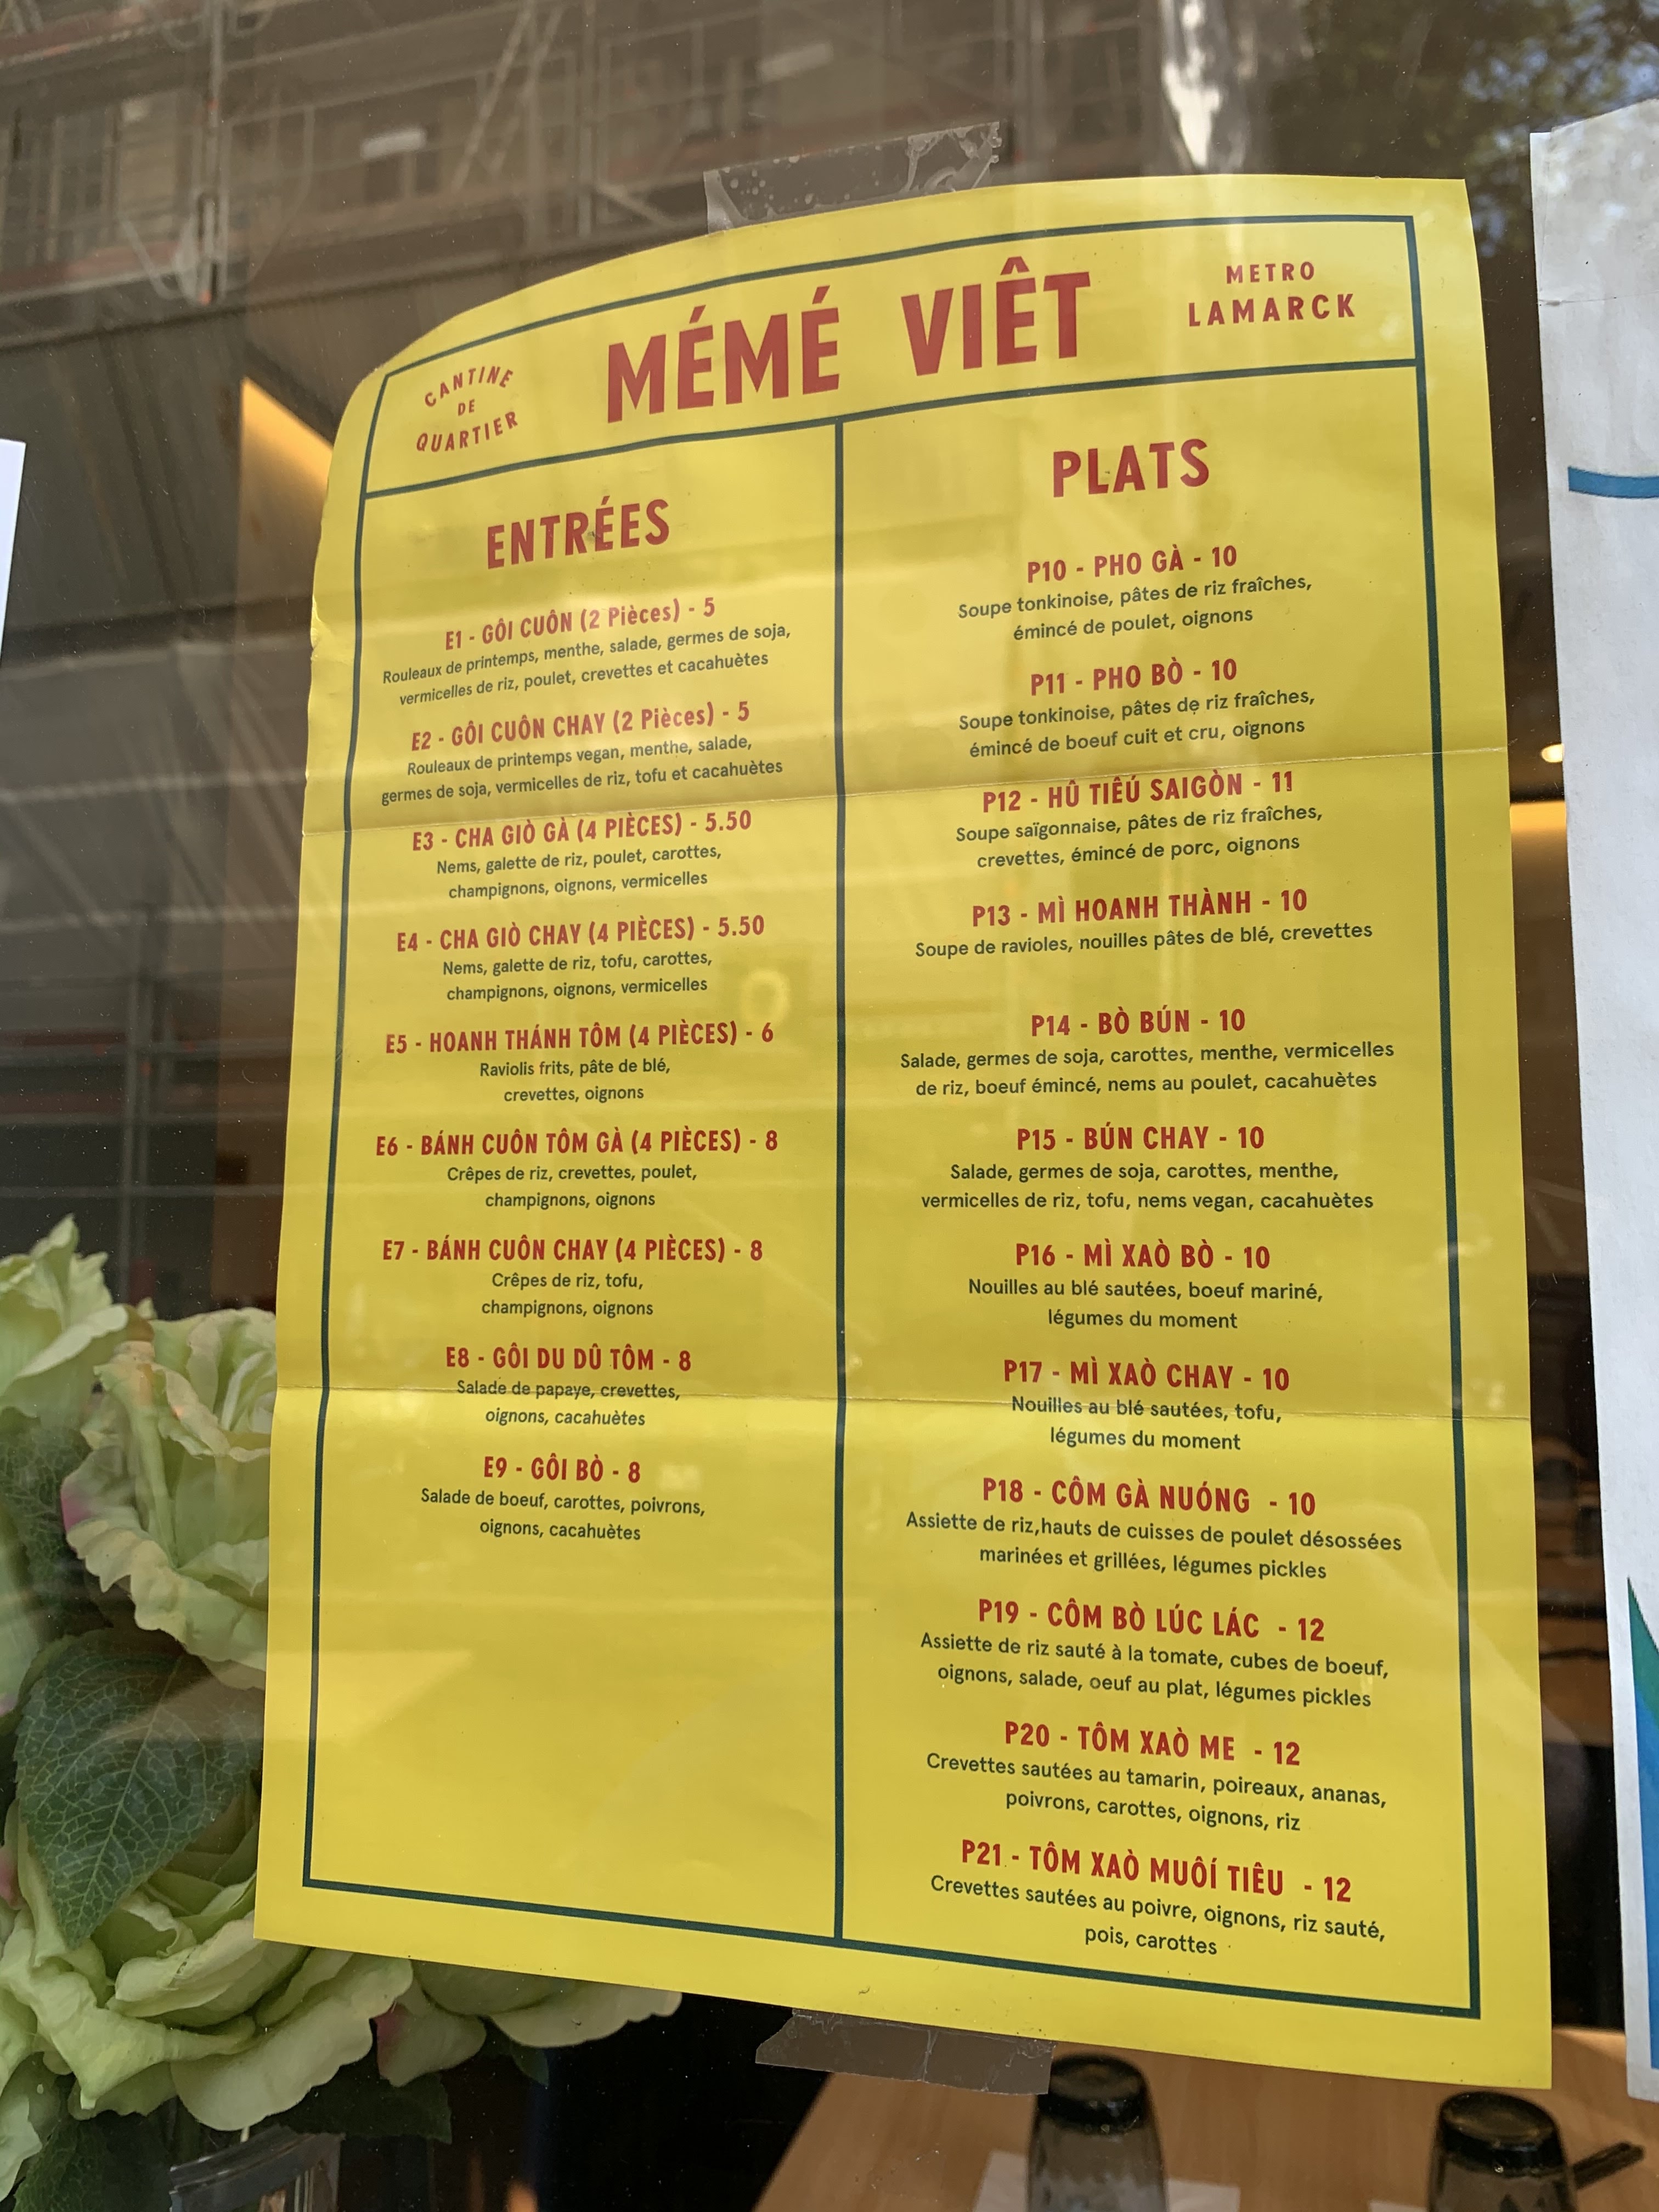 CANTINE
DE
QUARTIER
MÉMÉ VIÊT
METRO
LAMARCK
ENTRÉES
E1 - GÔI CUÔN (2 Pièces) - 5
Rouleaux de printemps, menthe, salade, germes de soja,
vermicelles de riz, poulet, crevettes et cacahuètes
E2 - GÔI CUÔN CHAY (2 Pièces) - 5
Rouleaux de printemps vegan, menthe, salade,
germes de soja, vermicelles de riz, tofu et cacahuètes
E3 - CHA GIÒ GÀ (4 PIÈCES) - 5.50
Nems, galette de riz, poulet, carottes,
champignons, oignons, vermicelles
E4 - CHA GIÒ CHAY (4 PIÈCES) - 5.50
Nems, galette de riz, tofu, carottes,
champignons, oignons, vermicelles
E5 - HOANH THÁNH TÔM (4 PIÈCES) - 6
Raviolis frits, pâte de blé,
crevettes, oignons
E6 - BÁNH CUÔN TÔM GÀ (4 PIÈCES) - 8
Crêpes de riz, crevettes, poulet,
champignons, oignons
E7 - BÁNH CUÔN CHAY (4 PIÈCES) - 8
Crêpes de riz, tofu,
champignons, oignons
E8 - GÔI DU DÛ TÔM - 8
Salade de papaye, crevettes,
oignons, cacahuètes
E9 - GÔI BÒ - 8
Salade de boeuf, carottes, poivrons,
oignons, cacahuètes
PLATS
P10 - PHO GÀ - 10
Soupe tonkinoise, pâtes de riz fraîches,
émincé de poulet, oignons
P11 - PHO BÒ - 10
Soupe tonkinoise, pâtes de riz fraîches,
émincé de boeuf cuit et cru, oignons
P12 - HÛ TIÊÚ SAIGÒN - 11
Soupe saïgonnaise, pâtes de riz fraîches,
crevettes, émincé de porc, oignons
P13 - MÌ HOANH THÀNH - 10
Soupe de ravioles, nouilles pâtes de blé, crevettes
P14 - BÒ BÚN - 10
Salade, germes de soja, carottes, menthe, vermicelles
de riz, boeuf émincé, nems au poulet, cacahuètes
P15 - BÚN CHAY - 10
Salade, germes de soja, carottes, menthe,
vermicelles de riz, tofu, nems vegan, cacahuètes
P16 - MÌ XAÒ BÒ - 10
Nouilles au blé sautées, boeuf mariné,
légumes du moment
P17 - MÌ XAÒ CHAY - 10
Nouilles au blé sautées, tofu,
légumes du moment
P18 - CÔM GÀ NUÓNG - 10
Assiette de riz,hauts de cuisses de poulet désossées
marinées et grillées, légumes pickles
P19 - CÔM BÒ LÚC LÁC - 12
Assiette de riz sauté à la tomate, cubes de boeuf,
oignons, salade, oeuf au plat, légumes pickles
P20 - TÔM XAÒ ME - 12
Crevettes sautées au tamarin, poireaux, ananas,
poivrons, carottes, oignons, riz
P21 - TÔM XAÒ MUÔÍ TIÊU - 12
Crevettes sautées au poivre, oignons, riz sauté,
pois, carottes